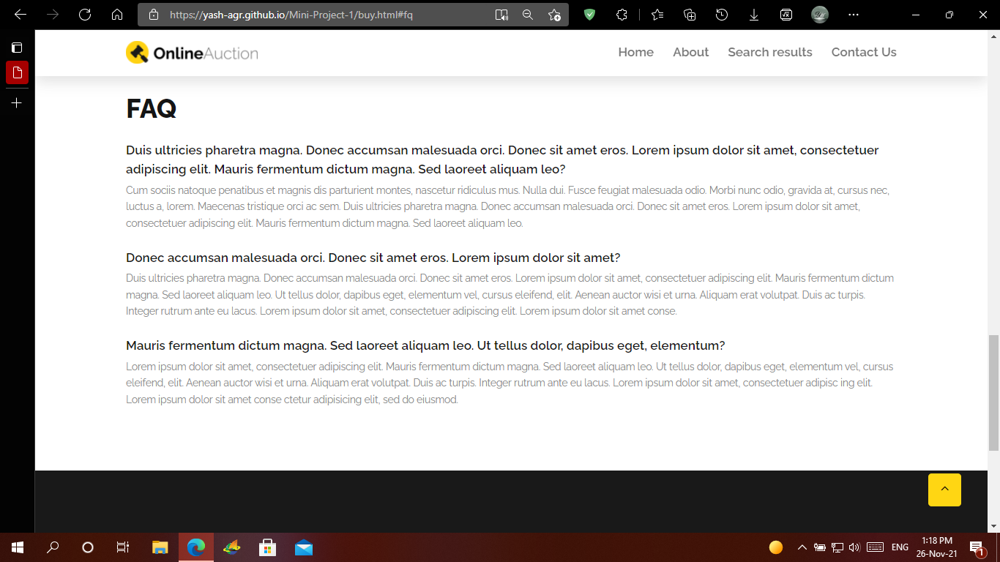 https://yash-agr.github.io/Mini-Project-1/buy.html#fq
OnlineAuction
Home About Search results Contact Us
FAQ
Duis ultricies pharetra magna. Donec accumsan malesuada orci. Donec sit amet eros. Lorem ipsum dolor sit amet, consectetuer
adipiscing elit. Mauris fermentum dictum magna. Sed laoreet aliquam leo?
Cum sociis natoque penatibus et magnis dis parturient montes, nascetur ridiculus mus. Nulla dui. Fusce feugiat malesuada odio. Morbi nunc odio, gravida at, cursus nec,
luctus a, lorem. Maecenas tristique orci ac sem. Duis ultricies pharetra magna. Donec accumsan malesuada orci. Donec sit amet eros. Lorem ipsum dolor sit amet,
consectetuer adipiscing elit. Mauris fermentum dictum magna. Sed laoreet aliquam leo.
Donec accumsan malesuada orci. Donec sit amet eros. Lorem ipsum dolor sit amet?
Duis ultricies pharetra magna. Donec accumsan malesuada orci. Donec sit amet eros. Lorem ipsum dolor sit amet, consectetuer adipiscing elit. Mauris fermentum dictum
magna. Sed laoreet aliquam leo. Ut tellus dolor, dapibus eget, elementum vel, cursus eleifend, elit. Aenean auctor wisi et urna. Aliquam erat volutpat. Duis ac turpis.
Integer rutrum ante eu lacus. Lorem ipsum dolor sit amet, consectetuer adipiscing elit. Lorem ipsum dolor sit amet conse.
Mauris fermentum dictum magna. Sed laoreet aliquam leo. Ut tellus dolor, dapibus eget, elementum?
Lorem ipsum dolor sit amet, consectetuer adipiscing elit. Mauris fermentum dictum magna. Sed laoreet aliquam leo. Ut tellus dolor, dapibus eget, elementum vel, cursus
eleifend, elit. Aenean auctor wisi et urna. Aliquam erat volutpat. Duis ac turpis. Integer rutrum ante eu lacus. Lorem ipsum dolor sit amet, consectetuer adipisc ing elit.
Lorem ipsum dolor sit amet conse ctetur adipisicing elit, sed do eiusmod.
ENG
1:18 PM
26-Nov-21
1